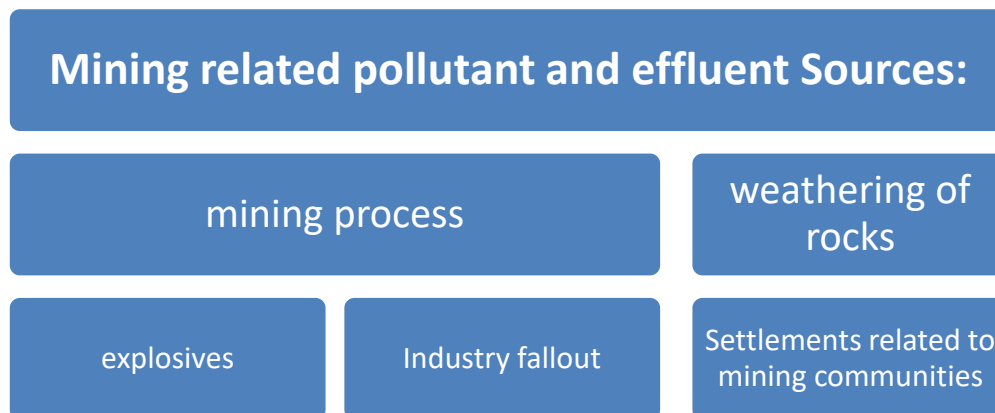 Mining related pollutant and effluent Sources:
mining process
weathering of
rocks
explosives
Industry fallout
Settlements related to
mining communities